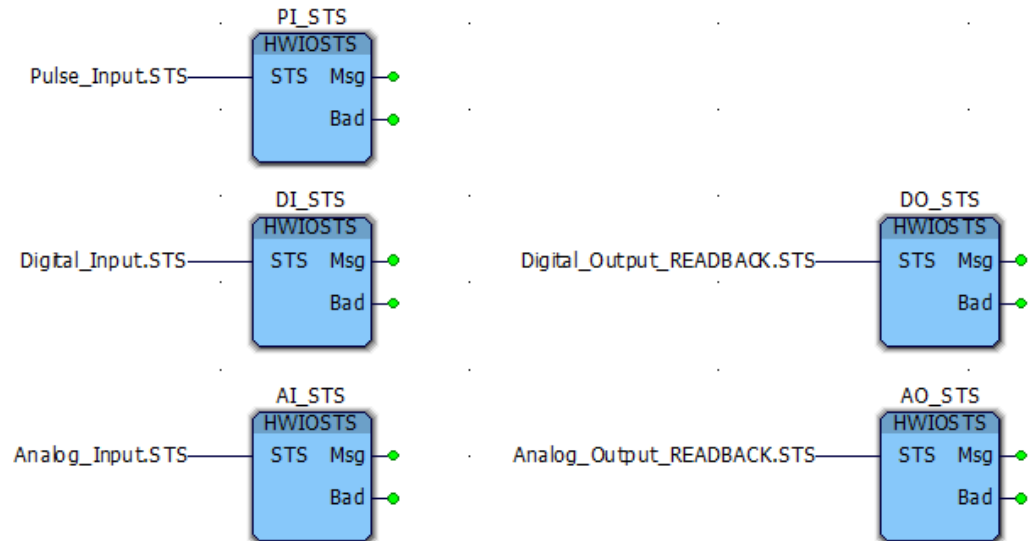 PI_STS
HWIOSTS
Pulse_Input.STS STS Msg
Bad
DI_STS
HWIOSTS
Digital_Input.STS STS Msg
Bad
DO_STS
HWIOSTS
Digital_Output_READBACK.STS STS Msg
Bad
AI_STS
HWIOSTS
Analog_Input.STS STS Msg
Bad
AO_STS
HWIOSTS
Analog_Output_READBACK.STS STS Msg
Bad